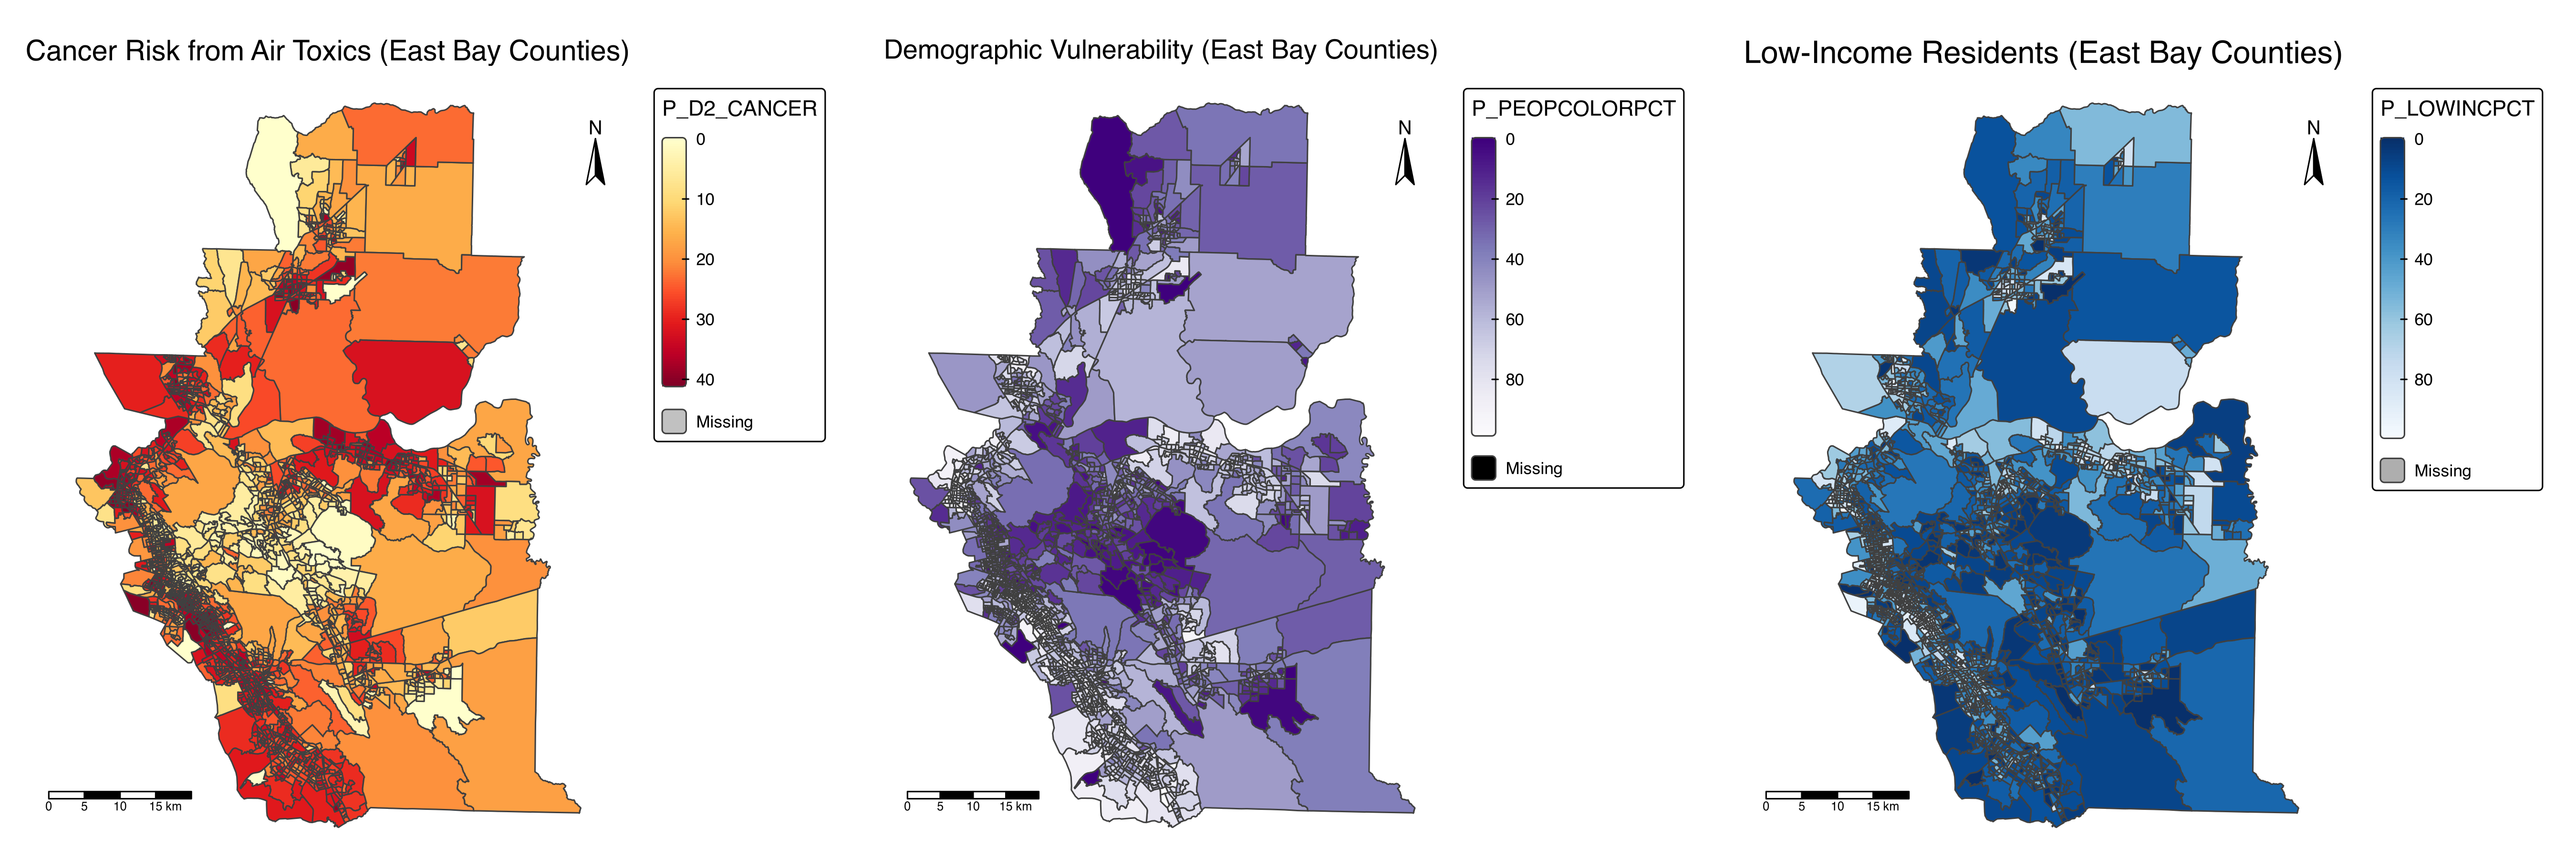 Cancer Risk from Air Toxics (East Bay Counties)
P_D2_CANCER
0
10
20
30
40
Missing
N
0 5 10 15 km
Demographic Vulnerability (East Bay Counties)
P_PEOPCOLORPCT
0
20
40
60
80
Missing
N
0 5 10 15 km
Low-Income Residents (East Bay Counties)
P_LOWINCPCT
0
20
40
60
80
Missing
N
0 5 10 15 km